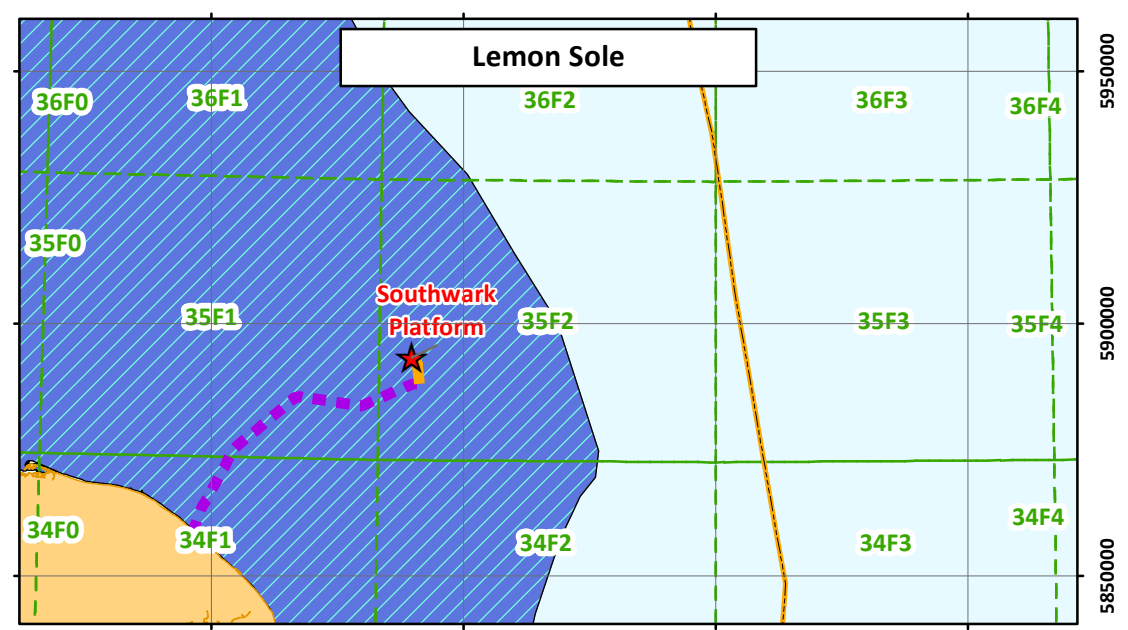 Lemon Sole
36F0
36F1
36F2
36F3
36F4
5950000
35F0
Southwark
Platform
35F1
35F2
35F3
35F4
5900000
34F0
34F1
34F2
34F3
34F4
5850000